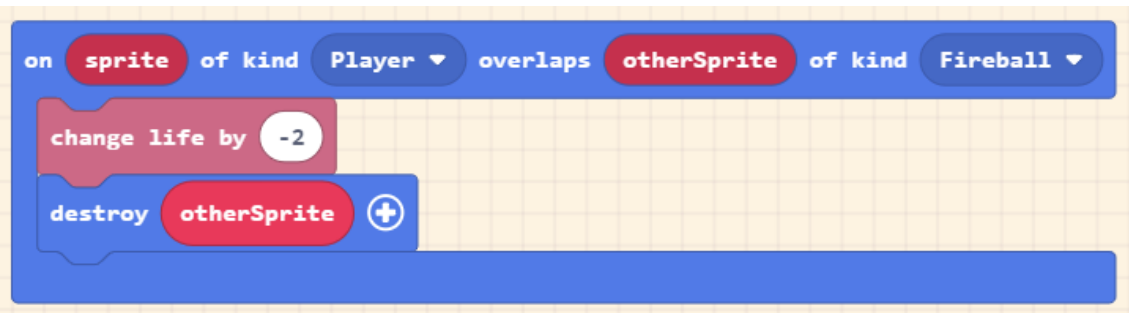 on sprite of kind Player overlaps otherSprite of kind Fireball
change life by -2
destroy otherSprite